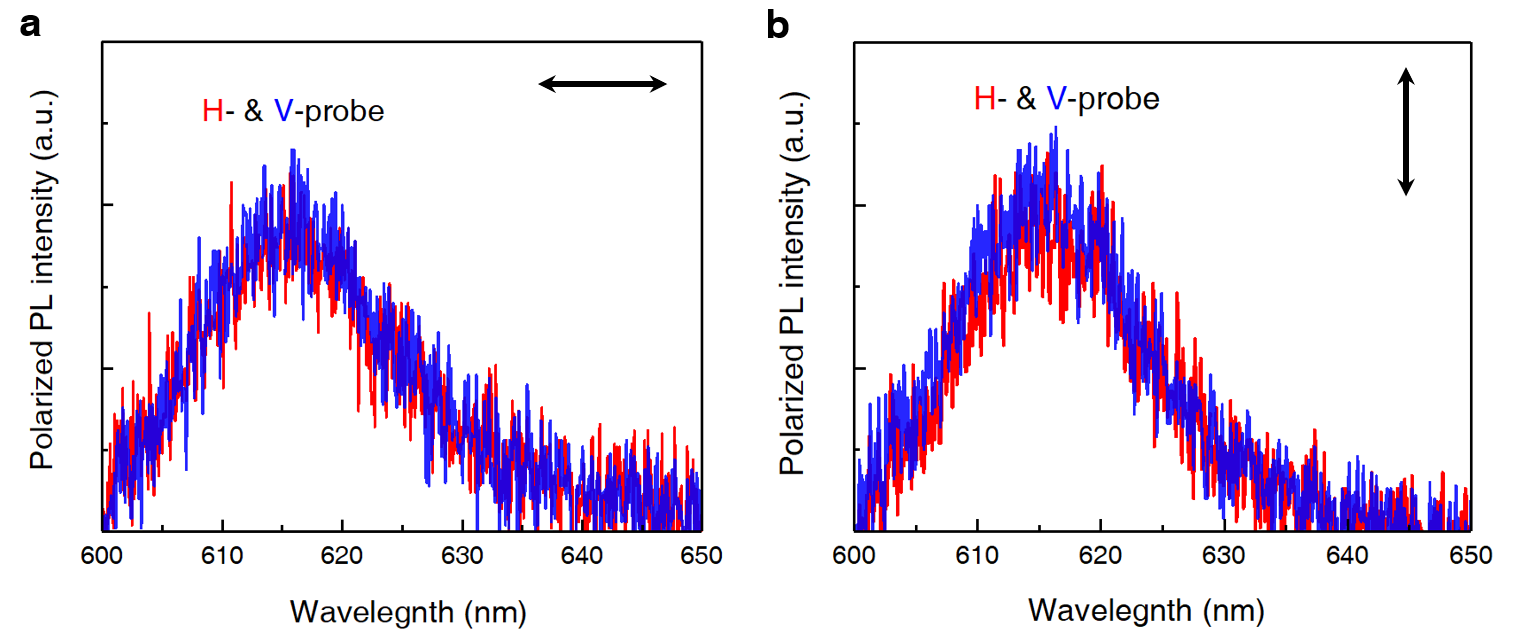 a
H- & V-probe
Polarized PL intensity (a.u.)
600 610 620 630 640 650
Wavelegnth (nm)
b
H- & V-probe
Polarized PL intensity (a.u.)
600 610 620 630 640 650
Wavelegnth (nm)